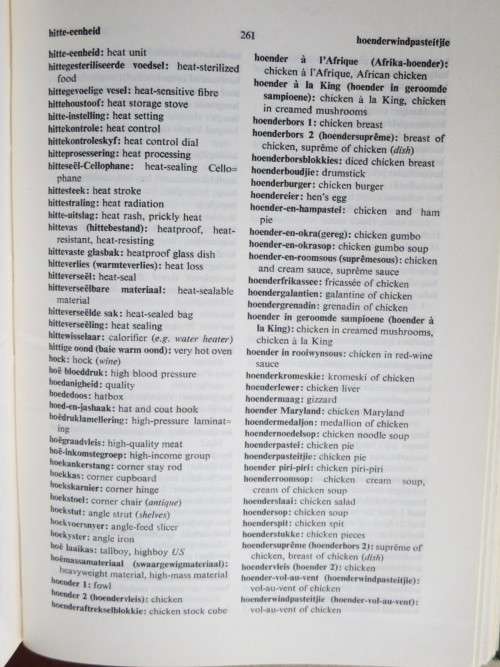 hitte-eenheid
261
hoenderwindpasteitjie
hitte-eenheid: heat unit
hittegesteriliseerde voedsel: heat-sterilized
food
hittegevoelige vesel: heat-sensitive fibre
hittehoustoof: heat storage stove
hitte-instelling: heat setting
hittekontrole: heat control
hittekontroleskyf: heat control dial
hitteprosessering: heat processing
hitteseël-Cellophane: heat-sealing Cello=
phane
hittesteek: heat stroke
hittestraling: heat radiation
hitte-uitslag: heat rash, prickly heat
hittevas (hittebestand): heatproof, heat-
resistant, heat-resisting
hittevaste glasbak: heatproof glass dish
hitteverlies (warmteverlies): heat loss
hitteverseël: heat-seal
hitteverseëlbare materiaal: heat-sealable
material
hitteverseëlde sak: heat-sealed bag
hitteverseëling: heat sealing
hittewisselaar: calorifier (e.g. water heater)
hittige oond (baie warm oond): very hot oven
hock: hock (wine)
hoë bloeddruk: high blood pressure
hoedanigheid: quality
hoededoos: hatbox
hoed-en-jashaak: hat and coat hook
hoëdruklamellering: high-pressure laminat=
ing
hoëgraadvleis: high-quality meat
hoë-inkomstegroep: high-income group
hoekankerstang: corner stay rod
hoekkas: corner cupboard
hoekskarnier: corner hinge
hoekstoel: corner chair (antique)
hoekstut: angle strut (shelves)
hoekvoersnyer: angle-feed slicer
hoekyster: angle iron
hoë laaikas: tallboy, highboy US
hoëmassamateriaal (swaargewigmateriaal):
heavyweight material, high-mass material
hoender 1: fowl
hoender 2 (hoendervleis): chicken
hoenderaftrekselblokkie: chicken stock cube
hoender à l'Afrique (Afrika-hoender):
chicken à l'Afrique, African chicken
hoender à la King (hoender in geroomde
sampioene): chicken à la King, chicken
in creamed mushrooms
hoenderbors 1: chicken breast
hoenderbors 2 (hoendersuprême): breast of
chicken, suprême of chicken (dish)
hoenderborsblokkies: diced chicken breast
hoenderboudjie: drumstick
hoenderburger: chicken burger
hoendereier: hen's egg
hoender-en-hampastei: chicken and ham
pie
hoender-en-okra(gereg): chicken gumbo
hoender-en-okrasop: chicken gumbo soup
hoender-en-roomsous (suprêmesous): chicken
and cream sauce, suprême sauce
hoenderfrikassee: fricassée of chicken
hoendergalantien: galantine of chicken
hoendergrenadin: grenadin of chicken
hoender in geroomde sampioene (hoender à
la King): chicken in creamed mushrooms,
chicken à la King
hoender in rooiwynsous: chicken in red-wine
sauce
hoenderkromeskie: kromeski of chicken
hoenderlewer: chicken liver
hoendermaag: gizzard
hoender Maryland: chicken Maryland
hoendermedaljon: medallion of chicken
hoendernoedelsop: chicken noodle soup
hoenderpastei: chicken pie
hoenderpasteitjie: chicken pie
hoender piri-piri: chicken piri-piri
hoenderroomsop: chicken cream soup,
cream of chicken soup
hoenderslaai: chicken salad
hoendersop: chicken soup
hoenderspit: chicken spit
hoenderstukke: chicken pieces
hoendersuprême (hoenderbors 2): suprême of
chicken, breast of chicken (dish)
hoendervleis (hoender 2): chicken
hoender-vol-au-vent (hoenderwindpasteitjie):
vol-au-vent of chicken
hoenderwindpasteitjie (hoender-vol-au-vent):
vol-au-vent of chicken